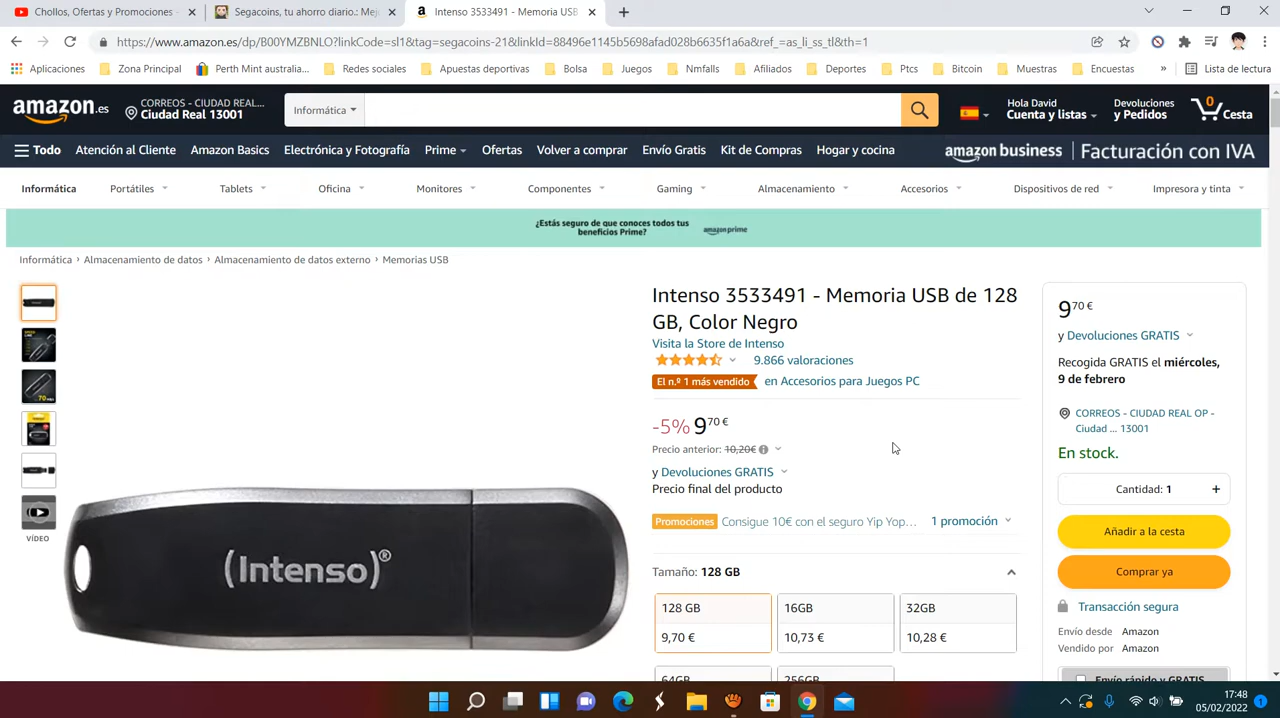 Chollos, Ofertas y Promociones -
Segacoins, tu ahorro diario.: Mej
Intenso 3533491 - Memoria USB
https://www.amazon.es/dp/B00YMZBNLO?linkCode=sl1&tag=segacoins-21&linkId=88496e1145b5698afad028b6635f1a6a&ref_=as_li_ss_tl&th=1
Aplicaciones
Zona Principal
Perth Mint australia...
Redes sociales
Apuestas deportivas
Bolsa
Juegos
Nmfalls
Afiliados
Deportes
Ptcs
Bitcoin
Muestras
Encuestas
»
Lista de lectura
amazon.es
CORREOS - CIUDAD REAL...
Ciudad Real 13001
Informática
Hola David
Cuenta y listas
Devoluciones
y Pedidos
0
Cesta
Todo
Atención al Cliente
Amazon Basics
Electrónica y Fotografía
Prime
Ofertas
Volver a comprar
Envío Gratis
Kit de Compras
Hogar y cocina
amazon business | Facturación con IVA
Informática
Portátiles
Tablets
Oficina
Monitores
Componentes
Gaming
Almacenamiento
Accesorios
Dispositivos de red
Impresora y tinta
¿Estás seguro de que conoces todos tus
beneficios Prime?
amazon prime
Informática › Almacenamiento de datos › Almacenamiento de datos externo › Memorias USB
VÍDEO
(Intenso)®
Intenso 3533491 - Memoria USB de 128
GB, Color Negro
Visita la Store de Intenso
9.866 valoraciones
El n.º 1 más vendido
en Accesorios para Juegos PC
-5% 970 €
Precio anterior: 10,20€
y Devoluciones GRATIS
Precio final del producto
Promociones
Consigue 10€ con el seguro Yip Yop...
1 promoción
Tamaño: 128 GB
128 GB
9,70 €
16GB
10,73 €
32GB
10,28 €
64GB
256GB
970 €
y Devoluciones GRATIS
Recogida GRATIS el miércoles,
9 de febrero
CORREOS - CIUDAD REAL OP -
Ciudad ... 13001
En stock.
Cantidad: 1
+
Añadir a la cesta
Comprar ya
Transacción segura
Envío desde Amazon
Vendido por Amazon
Envío rápido y GRATIS
17:48
05/02/2022